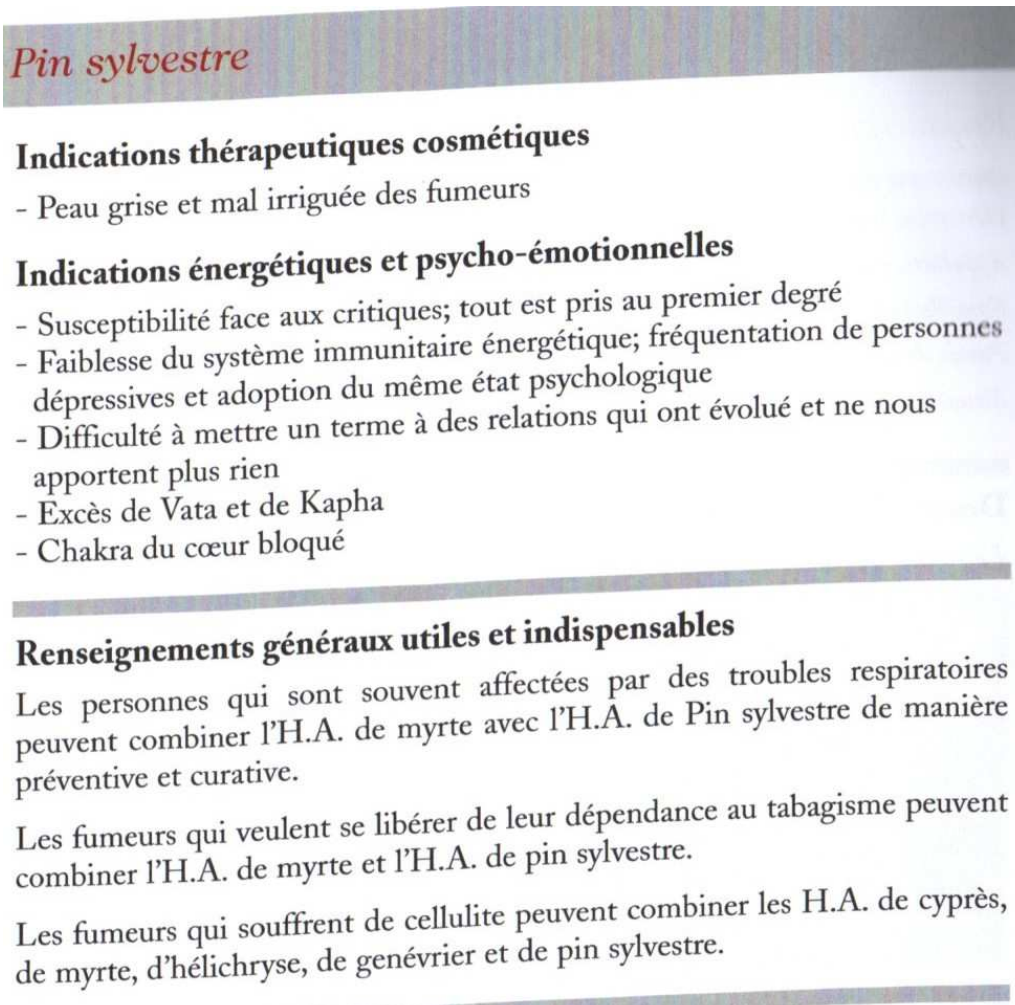 Pin sylvestre
Indications thérapeutiques cosmétiques
- Peau grise et mal irriguée des fumeurs
Indications énergétiques et psycho-émotionnelles
- Susceptibilité face aux critiques; tout est pris au premier degré
- Faiblesse du système immunitaire énergétique; fréquentation de personnes
dépressives et adoption du même état psychologique
- Difficulté à mettre un terme à des relations qui ont évolué et ne nous
apportent plus rien
- Excès de Vata et de Kapha
- Chakra du cœur bloqué
Renseignements généraux utiles et indispensables
Les personnes qui sont souvent affectées par des troubles respiratoires
peuvent combiner l'H.A. de myrte avec l'H.A. de Pin sylvestre de manière
préventive et curative.
Les fumeurs qui veulent se libérer de leur dépendance au tabagisme peuvent
combiner l'H.A. de myrte et l'H.A. de pin sylvestre.
Les fumeurs qui souffrent de cellulite peuvent combiner les H.A. de cyprès,
de myrte, d'hélichryse, de genévrier et de pin sylvestre.